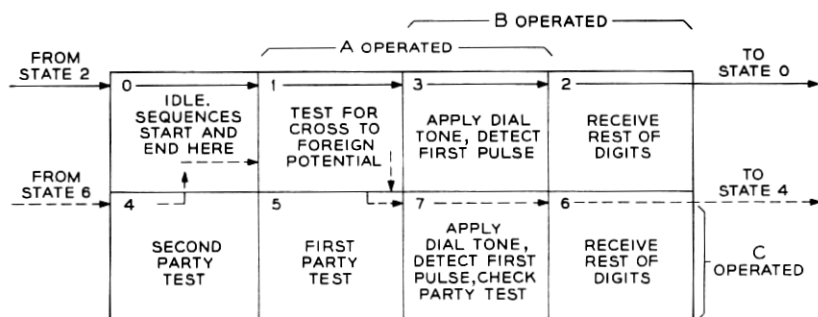 B OPERATED
A OPERATED
FROM
STATE 2
TO
STATE 0
0
IDLE.
SEQUENCES
START AND
END HERE
1
TEST FOR
CROSS TO
FOREIGN
POTENTIAL
3
APPLY DIAL
TONE, DETECT
FIRST PULSE
2
RECEIVE
REST OF
DIGITS
FROM
STATE 6
TO
STATE 4
4
SECOND
PARTY
TEST
5
FIRST
PARTY
TEST
7
APPLY
DIAL TONE,
DETECT FIRST
PULSE,CHECK
PARTY TEST
6
RECEIVE
REST OF
DIGITS
C
OPERATED